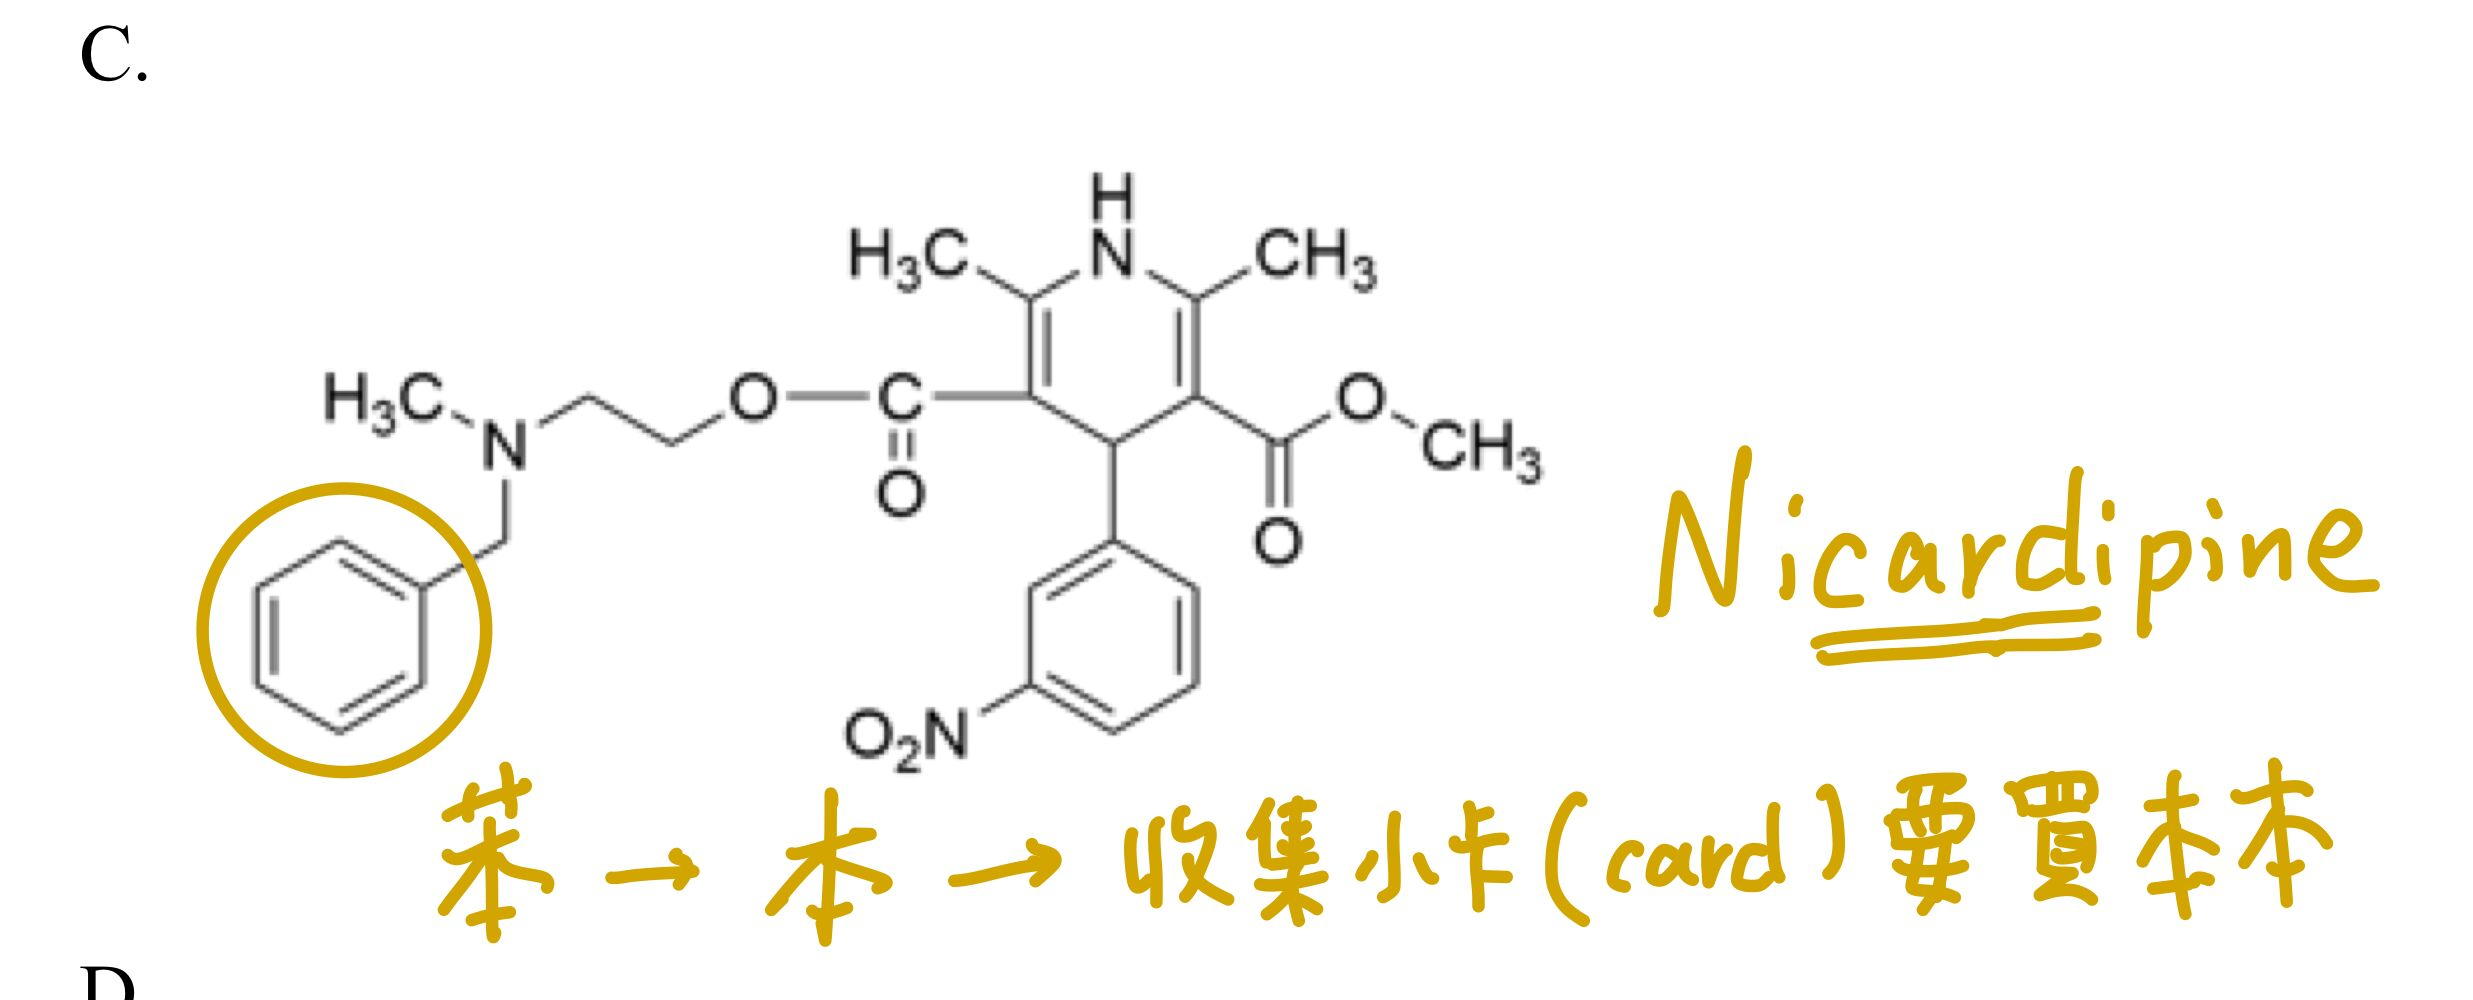 C.
H
N
H₃C
CH₃
H₃C
N
O
C
O
O
CH₃
O
Nicardipine
O₂N
苯 → 本 → 收集小卡(card)要買本本
D